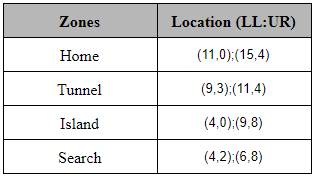 Zones Location (LL:UR)
Home (11,0);(15,4)
Tunnel (9,3);(11,4)
Island (4,0);(9,8)
Search (4,2);(6,8)